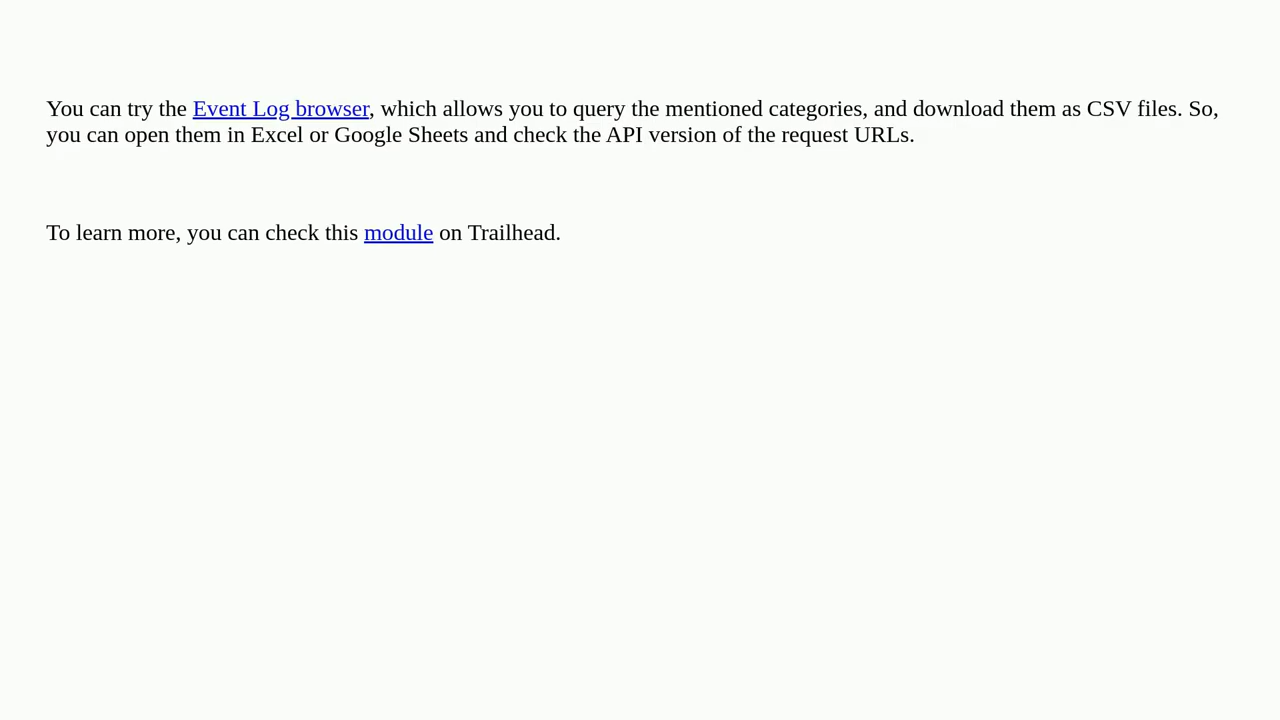 You can try the Event Log browser, which allows you to query the mentioned categories, and download them as CSV files. So,
you can open them in Excel or Google Sheets and check the API version of the request URLs.
To learn more, you can check this module on Trailhead.